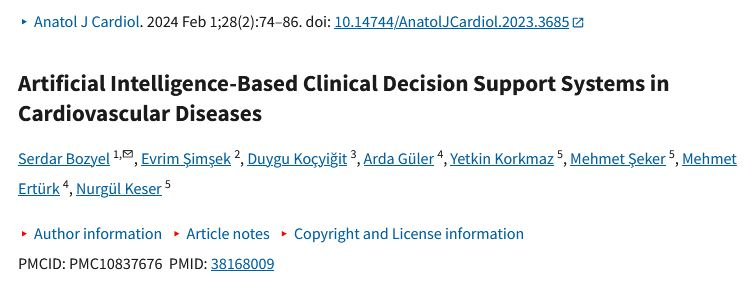 ▸ Anatol J Cardiol. 2024 Feb 1;28(2):74–86. doi: 10.14744/AnatolJCardiol.2023.3685
Artificial Intelligence-Based Clinical Decision Support Systems in
Cardiovascular Diseases
Serdar Bozyel 1,✉, Evrim Şimşek 2, Duygu Koçyiğit 3, Arda Güler 4, Yetkin Korkmaz 5, Mehmet Şeker 5, Mehmet
Ertürk 4, Nurgül Keser 5
▸ Author information ▸ Article notes ▸ Copyright and License information
PMCID: PMC10837676 PMID: 38168009